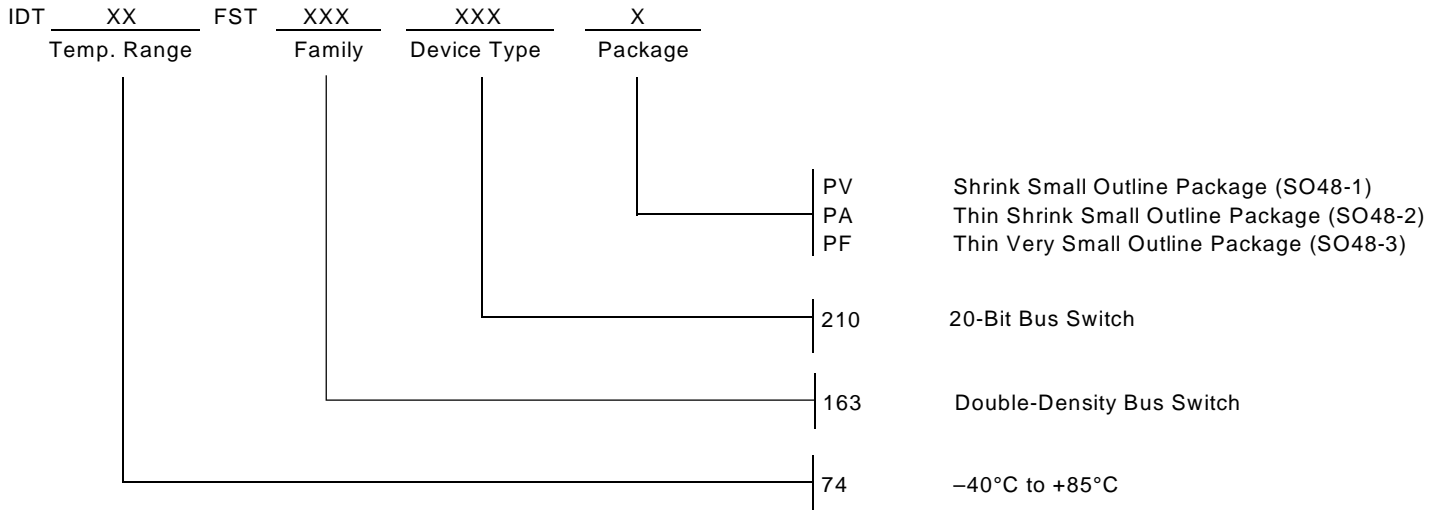 IDT XX FST XXX XXX X
Temp. Range Family Device Type Package
PV Shrink Small Outline Package (SO48-1)
PA Thin Shrink Small Outline Package (SO48-2)
PF Thin Very Small Outline Package (SO48-3)
210 20-Bit Bus Switch
163 Double-Density Bus Switch
74 –40°C to +85°C